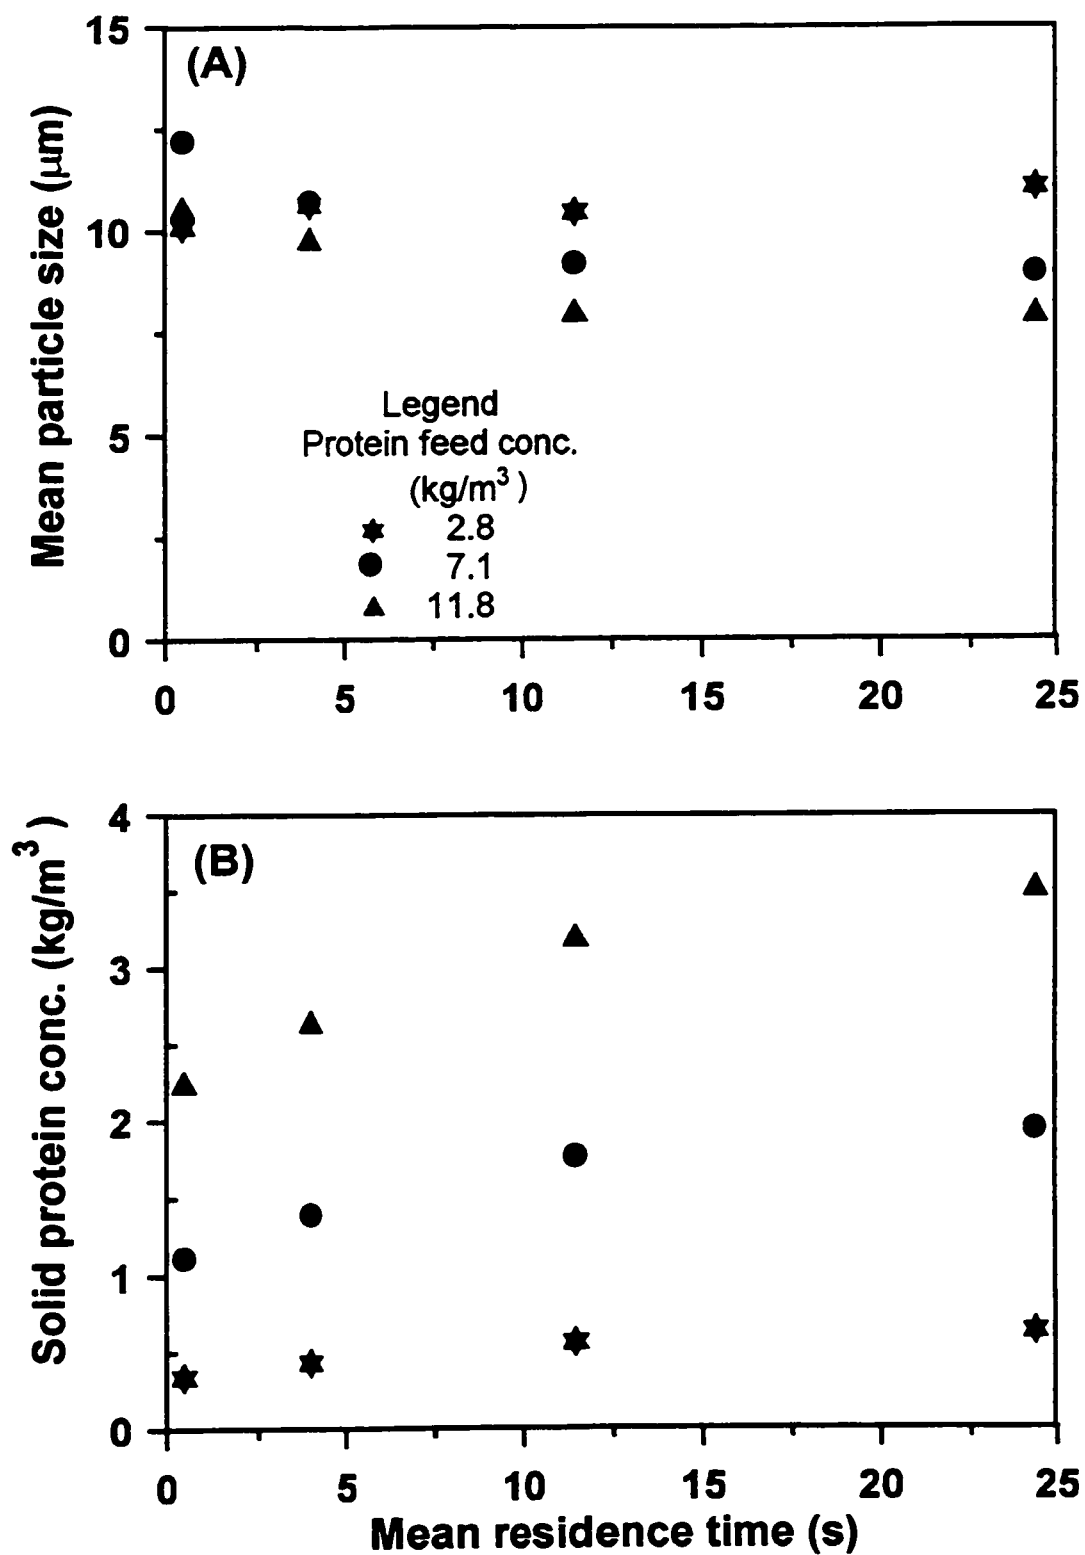 (A)
15
10
5
0
Mean particle size (μm)
Legend
Protein feed conc.
(kg/m³)
2.8
7.1
11.8
0 5 10 15 20 25
(B)
4
3
2
1
0
Solid protein conc. (kg/m³)
0 5 10 15 20 25
Mean residence time (s)